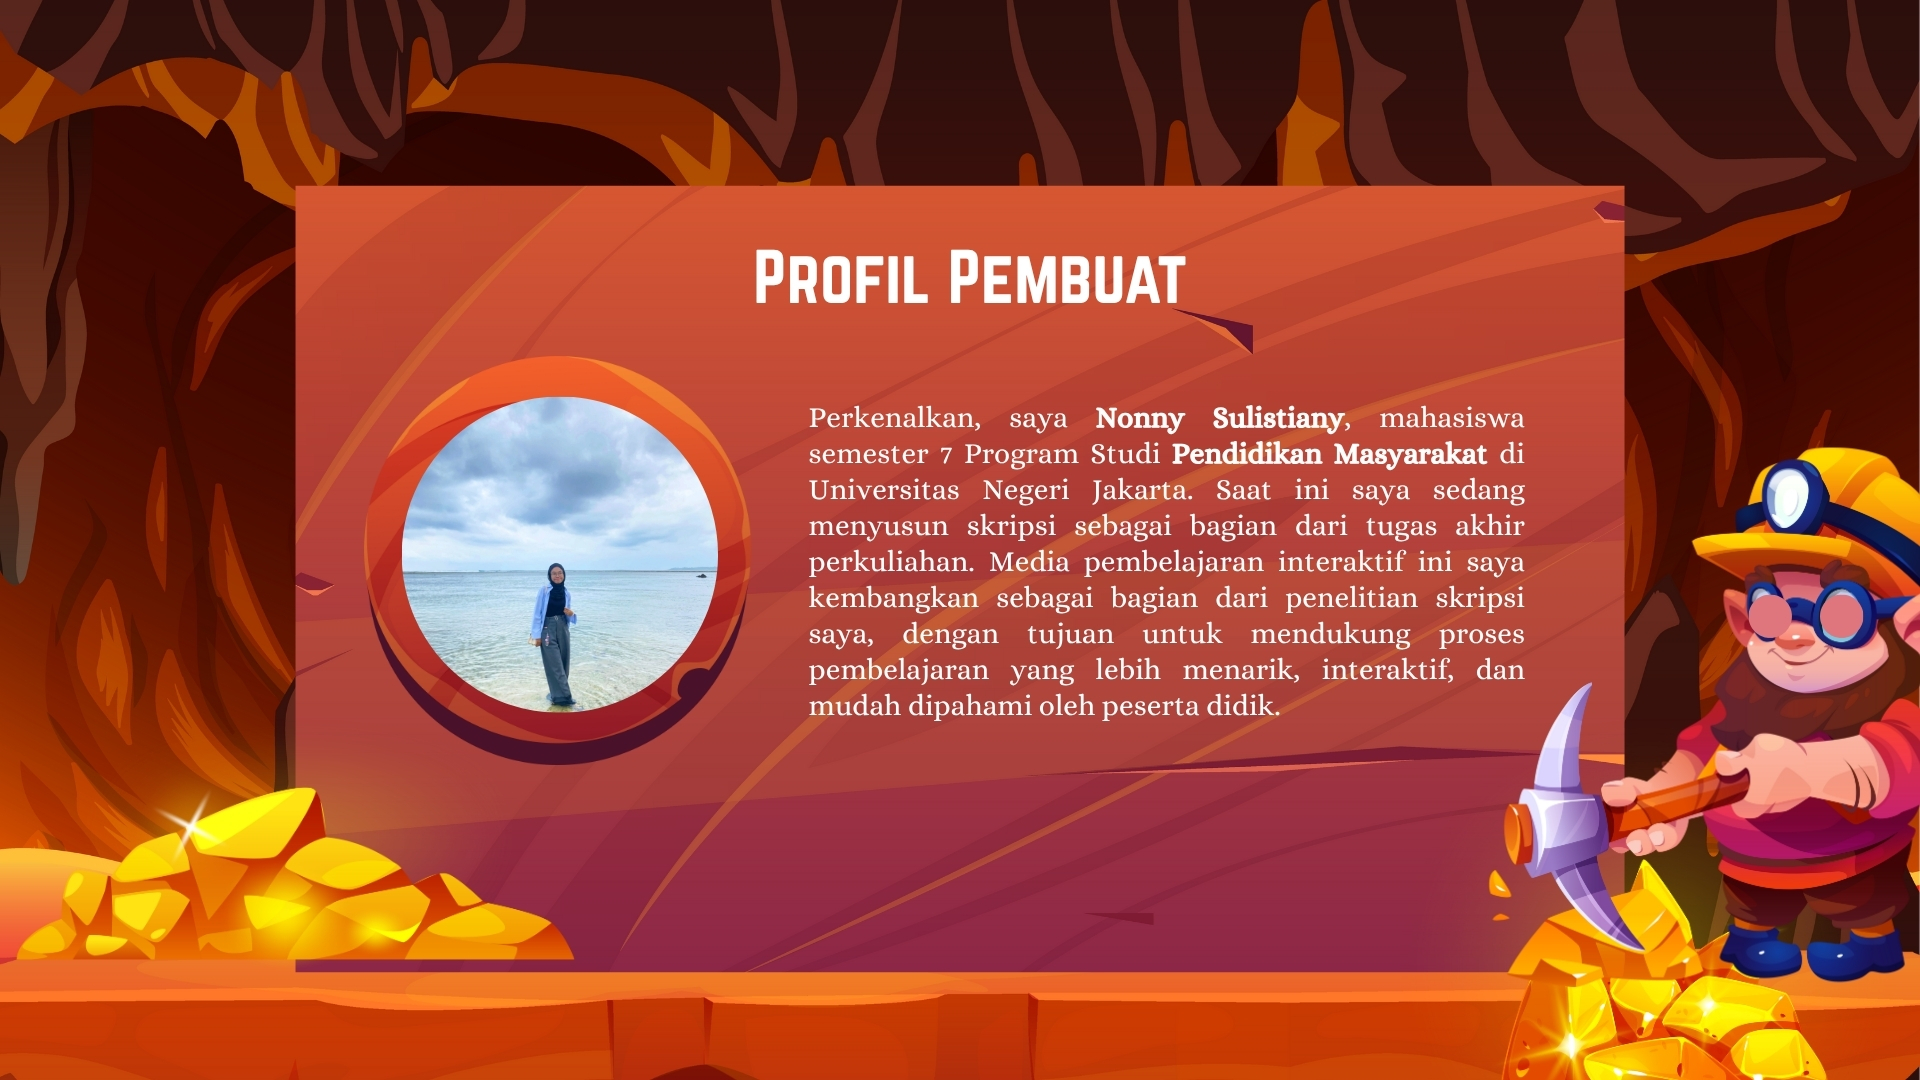 Profil Pembuat
Perkenalkan, saya Nonny Sulistiany, mahasiswa
semester 7 Program Studi Pendidikan Masyarakat di
Universitas Negeri Jakarta. Saat ini saya sedang
menyusun skripsi sebagai bagian dari tugas akhir
perkuliahan. Media pembelajaran interaktif ini saya
kembangkan sebagai bagian dari penelitian skripsi
saya, dengan tujuan untuk mendukung proses
pembelajaran yang lebih menarik, interaktif, dan
mudah dipahami oleh peserta didik.